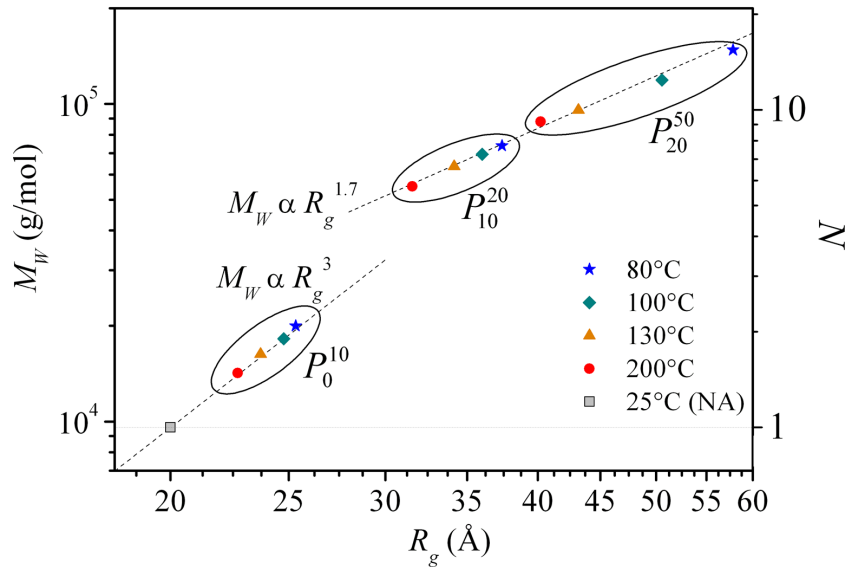 M_W (g/mol)
10^5
10^4
M_W ∝ R_g^1.7
M_W ∝ R_g^3
P_0^10
P_10^20
P_20^50
80°C
100°C
130°C
200°C
25°C (NA)
10
1
N
20 25 30 35 40 45 50 55 60
R_g (Å)